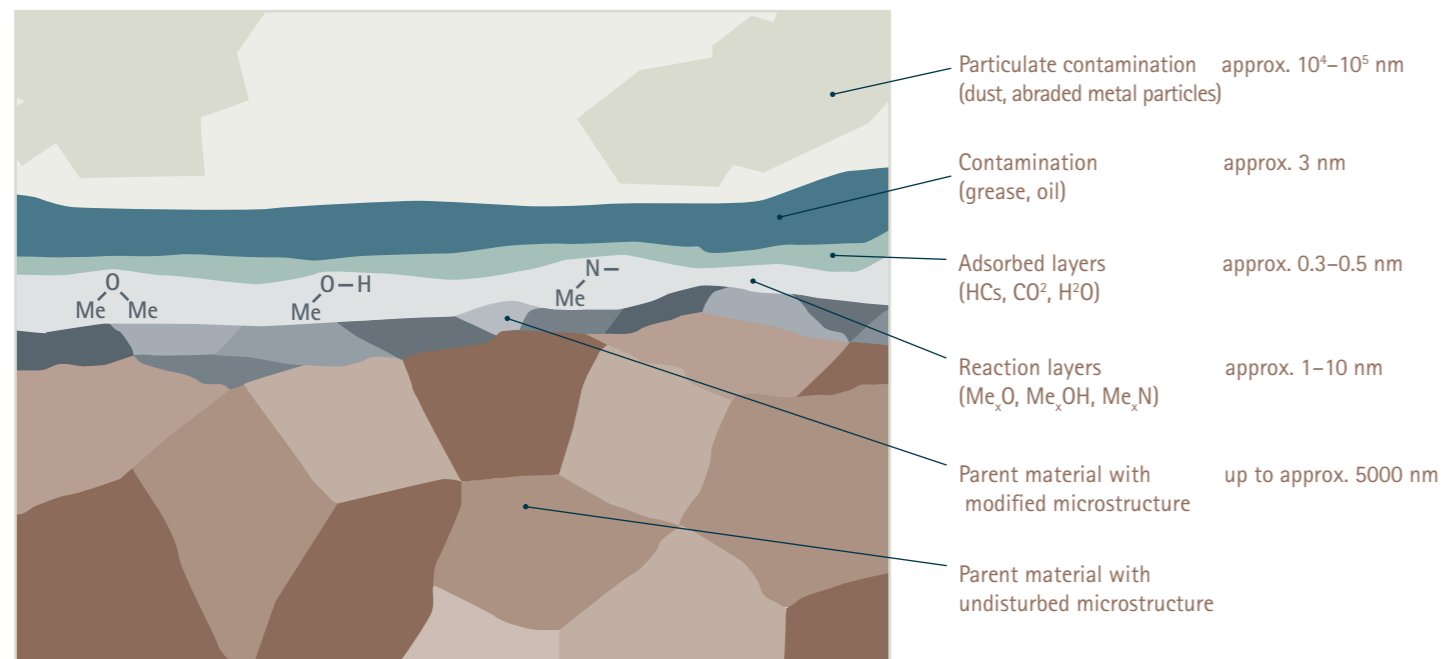 Particulate contamination approx. 10⁴–10⁵ nm
(dust, abraded metal particles)
Contamination approx. 3 nm
(grease, oil)
Adsorbed layers approx. 0.3–0.5 nm
(HCs, CO², H²O)
Reaction layers approx. 1–10 nm
(MeₓO, MeₓOH, MeₓN)
Parent material with up to approx. 5000 nm
modified microstructure
Parent material with
undisturbed microstructure
O
Me Me
O–H
Me
N–
Me